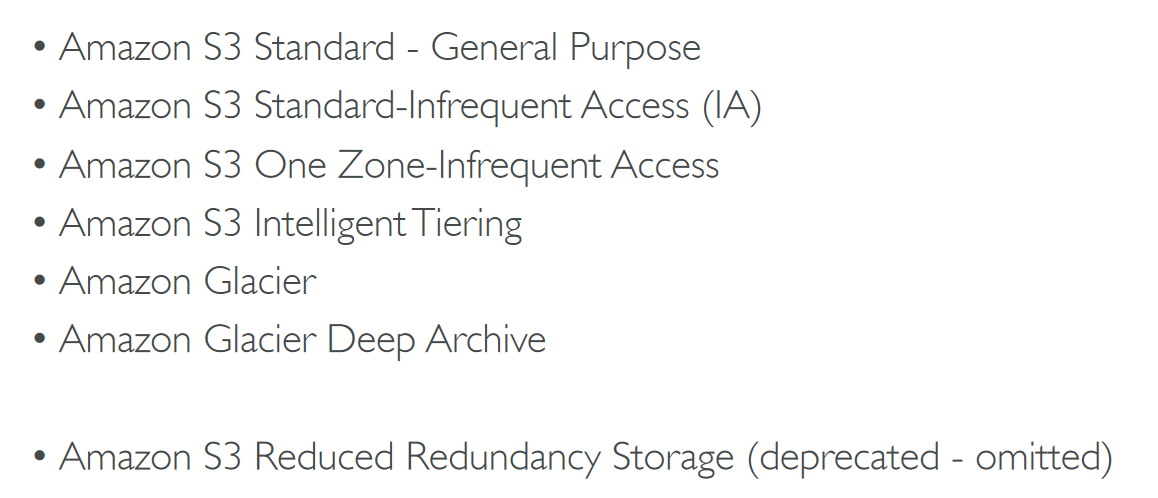 • Amazon S3 Standard - General Purpose
• Amazon S3 Standard-Infrequent Access (IA)
• Amazon S3 One Zone-Infrequent Access
• Amazon S3 Intelligent Tiering
• Amazon Glacier
• Amazon Glacier Deep Archive
• Amazon S3 Reduced Redundancy Storage (deprecated - omitted)